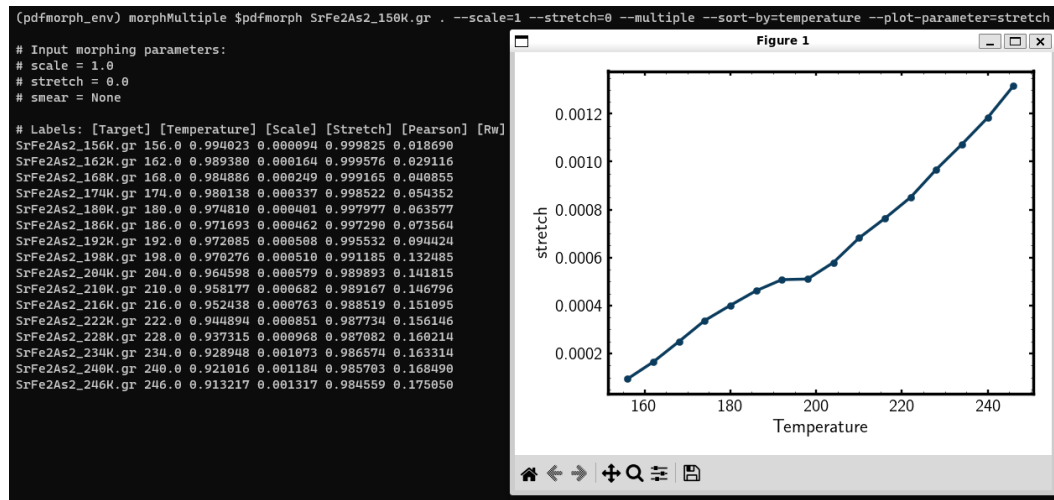 (pdfmorph_env) morphMultiple $pdfmorph SrFe2As2_150K.gr . --scale=1 --stretch=0 --multiple --sort-by=temperature --plot-parameter=stretch
# Input morphing parameters:
# scale = 1.0
# stretch = 0.0
# smear = None
# Labels: [Target] [Temperature] [Scale] [Stretch] [Pearson] [Rw]
SrFe2As2_156K.gr 156.0 0.994023 0.000094 0.999825 0.018690
SrFe2As2_162K.gr 162.0 0.989380 0.000164 0.999576 0.029116
SrFe2As2_168K.gr 168.0 0.984886 0.000249 0.999165 0.040855
SrFe2As2_174K.gr 174.0 0.980138 0.000337 0.998522 0.054352
SrFe2As2_180K.gr 180.0 0.974810 0.000401 0.997977 0.063577
SrFe2As2_186K.gr 186.0 0.971693 0.000462 0.997290 0.073564
SrFe2As2_192K.gr 192.0 0.972085 0.000508 0.995532 0.094424
SrFe2As2_198K.gr 198.0 0.970276 0.000510 0.991185 0.132485
SrFe2As2_204K.gr 204.0 0.964598 0.000579 0.989893 0.141815
SrFe2As2_210K.gr 210.0 0.958177 0.000682 0.989167 0.146796
SrFe2As2_216K.gr 216.0 0.952438 0.000763 0.988519 0.151095
SrFe2As2_222K.gr 222.0 0.944894 0.000851 0.987734 0.156146
SrFe2As2_228K.gr 228.0 0.937315 0.000968 0.987082 0.160214
SrFe2As2_234K.gr 234.0 0.928948 0.001073 0.986574 0.163314
SrFe2As2_240K.gr 240.0 0.921016 0.001184 0.985703 0.168490
SrFe2As2_246K.gr 246.0 0.913217 0.001317 0.984559 0.175050
Figure 1
0.0012
0.0010
0.0008
0.0006
0.0004
0.0002
stretch
160 180 200 220 240
Temperature